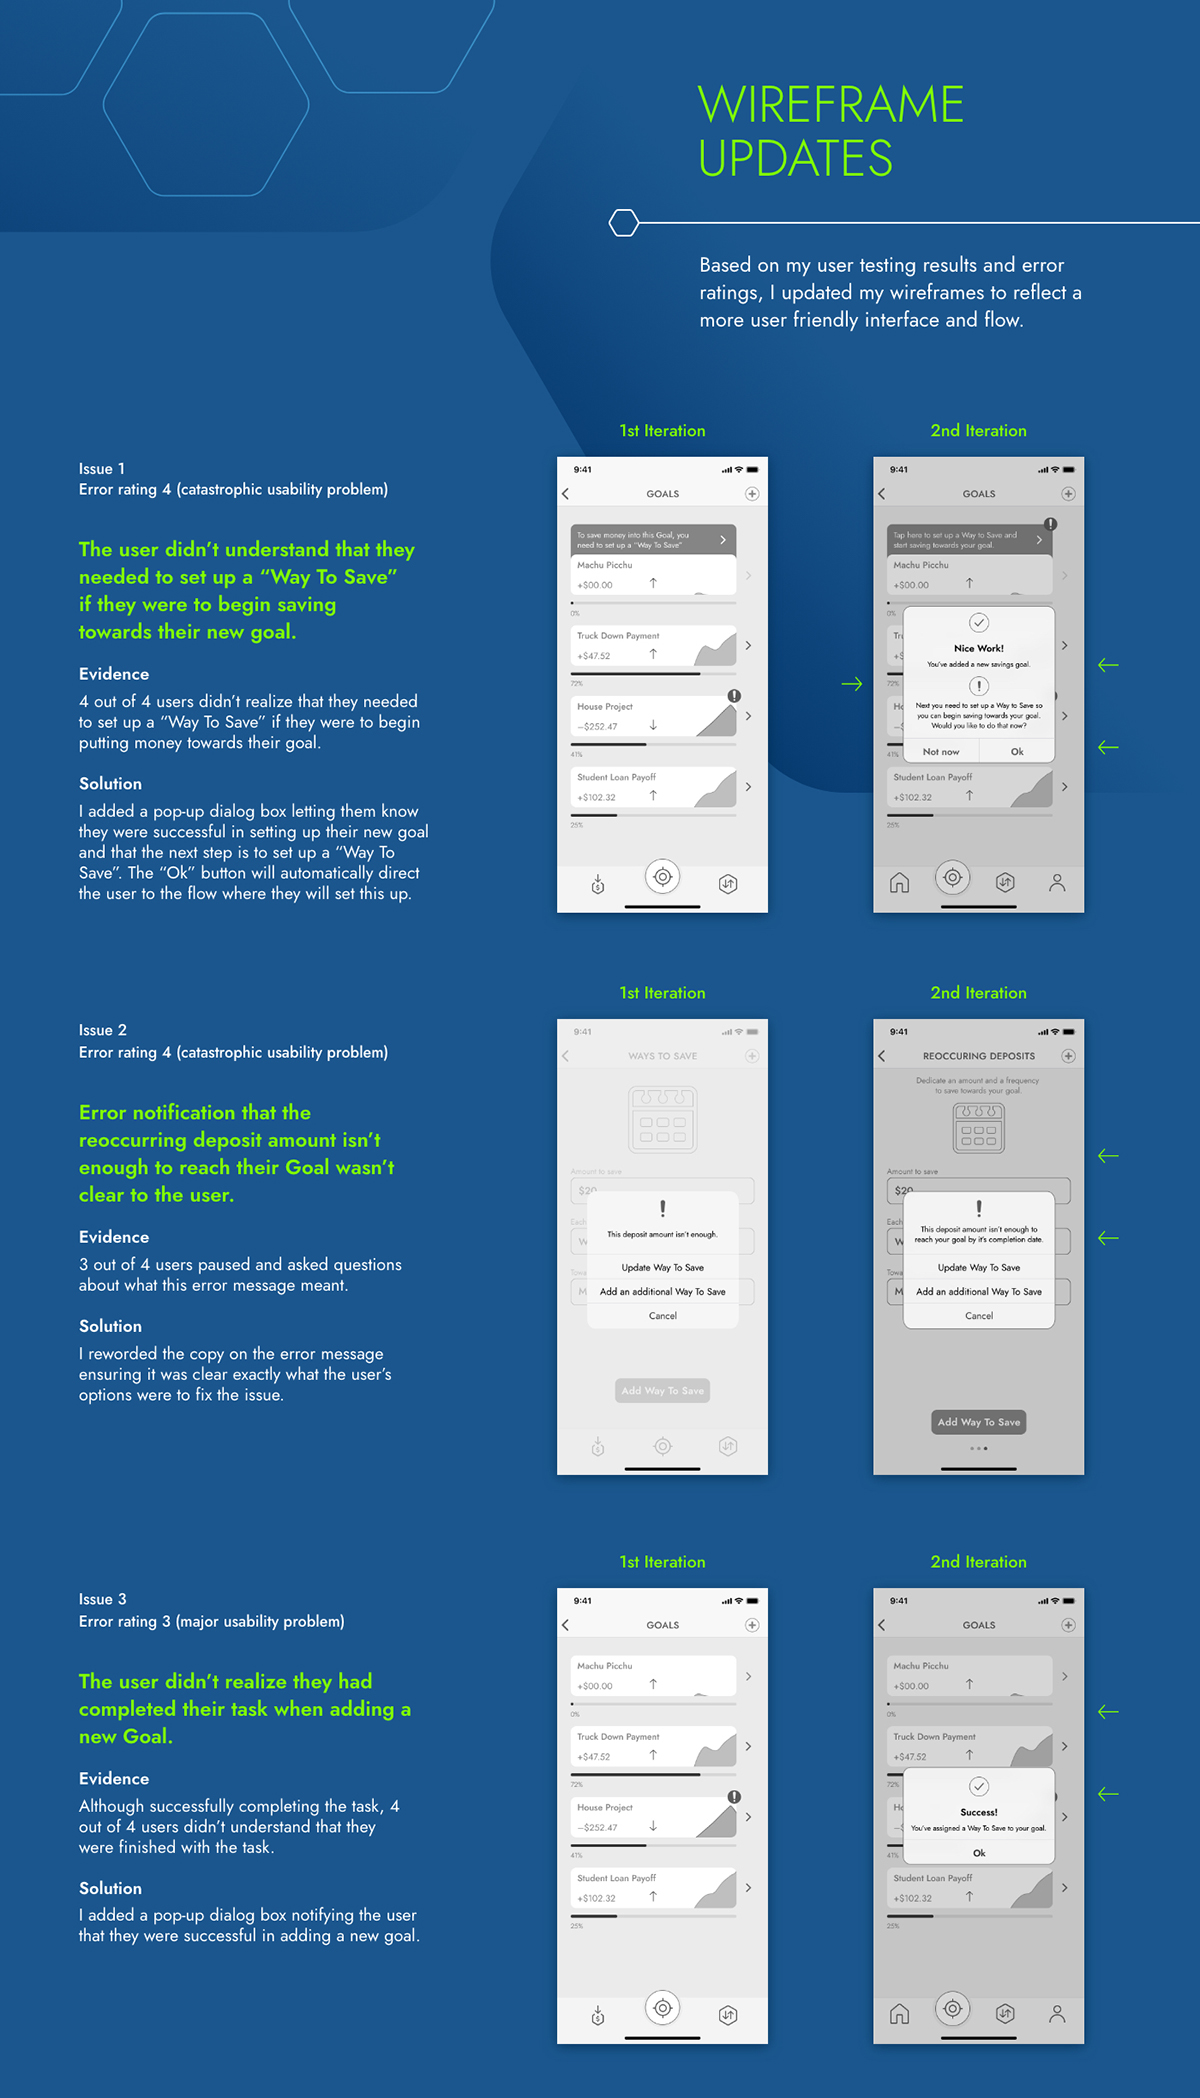 WIREFRAME
UPDATES
Based on my user testing results and error
ratings, I updated my wireframes to reflect a
more user friendly interface and flow.
Issue 1
Error rating 4 (catastrophic usability problem)
The user didn't understand that they
needed to set up a “Way To Save”
if they were to begin saving
towards their new goal.
Evidence
4 out of 4 users didn't realize that they needed
to set up a “Way To Save” if they were to begin
putting money towards their goal.
Solution
I added a pop-up dialog box letting them know
they were successful in setting up their new goal
and that the next step is to set up a “Way To
Save”. The “Ok” button will automatically direct
the user to the flow where they will set this up.
1st Iteration
9:41
GOALS
To save money into this Goal, you
need to set up a “Way To Save”
Machu Picchu
+$00.00
0%
Truck Down Payment
+$47.52
72%
House Project
–$252.47
41%
Student Loan Payoff
+$102.32
25%
2nd Iteration
9:41
GOALS
Tap here to set up a Way to Save and
start saving towards your goal.
Machu Picchu
+$00.00
0%
Tru
+$
72%
Nice Work!
You've added a new savings goal.
Ho
–$
41%
Next you need to set up a Way to Save so
you can begin saving towards your goal.
Would you like to do that now?
Not now
Ok
Student Loan Payoff
+$102.32
25%
Issue 2
Error rating 4 (catastrophic usability problem)
Error notification that the
reoccurring deposit amount isn't
enough to reach their Goal wasn't
clear to the user.
Evidence
3 out of 4 users paused and asked questions
about what this error message meant.
Solution
I reworded the copy on the error message
ensuring it was clear exactly what the user's
options were to fix the issue.
1st Iteration
9:41
WAYS TO SAVE
Amount to save
$20
Each
W
Towa
M
This deposit amount isn't enough.
Update Way To Save
Add an additional Way To Save
Cancel
Add Way To Save
2nd Iteration
9:41
REOCCURING DEPOSITS
Dedicate an amount and a frequency
to save towards your goal.
Amount to save
$20
Each
W
Towa
M
This deposit amount isn't enough to
reach your goal by it's completion date.
Update Way To Save
Add an additional Way To Save
Cancel
Add Way To Save
Issue 3
Error rating 3 (major usability problem)
The user didn't realize they had
completed their task when adding a
new Goal.
Evidence
Although successfully completing the task, 4
out of 4 users didn't understand that they
were finished with the task.
Solution
I added a pop-up dialog box notifying the user
that they were successful in adding a new goal.
1st Iteration
9:41
GOALS
Machu Picchu
+$00.00
0%
Truck Down Payment
+$47.52
72%
House Project
–$252.47
41%
Student Loan Payoff
+$102.32
25%
2nd Iteration
9:41
GOALS
Machu Picchu
+$00.00
0%
Truck Down Payment
+$47.52
72%
Ho
–$
41%
Success!
You've assigned a Way To Save to your goal.
Ok
Student Loan Payoff
+$102.32
25%